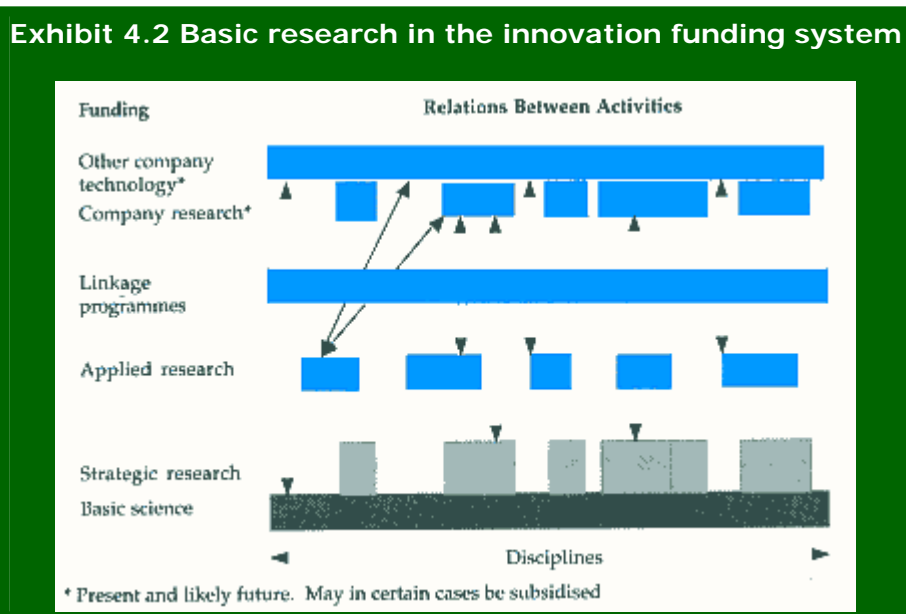 Exhibit 4.2 Basic research in the innovation funding system
Funding
Relations Between Activities
Other company
technology*
Company research*
Linkage
programmes
Applied research
Strategic research
Basic science
Disciplines
* Present and likely future. May in certain cases be subsidised